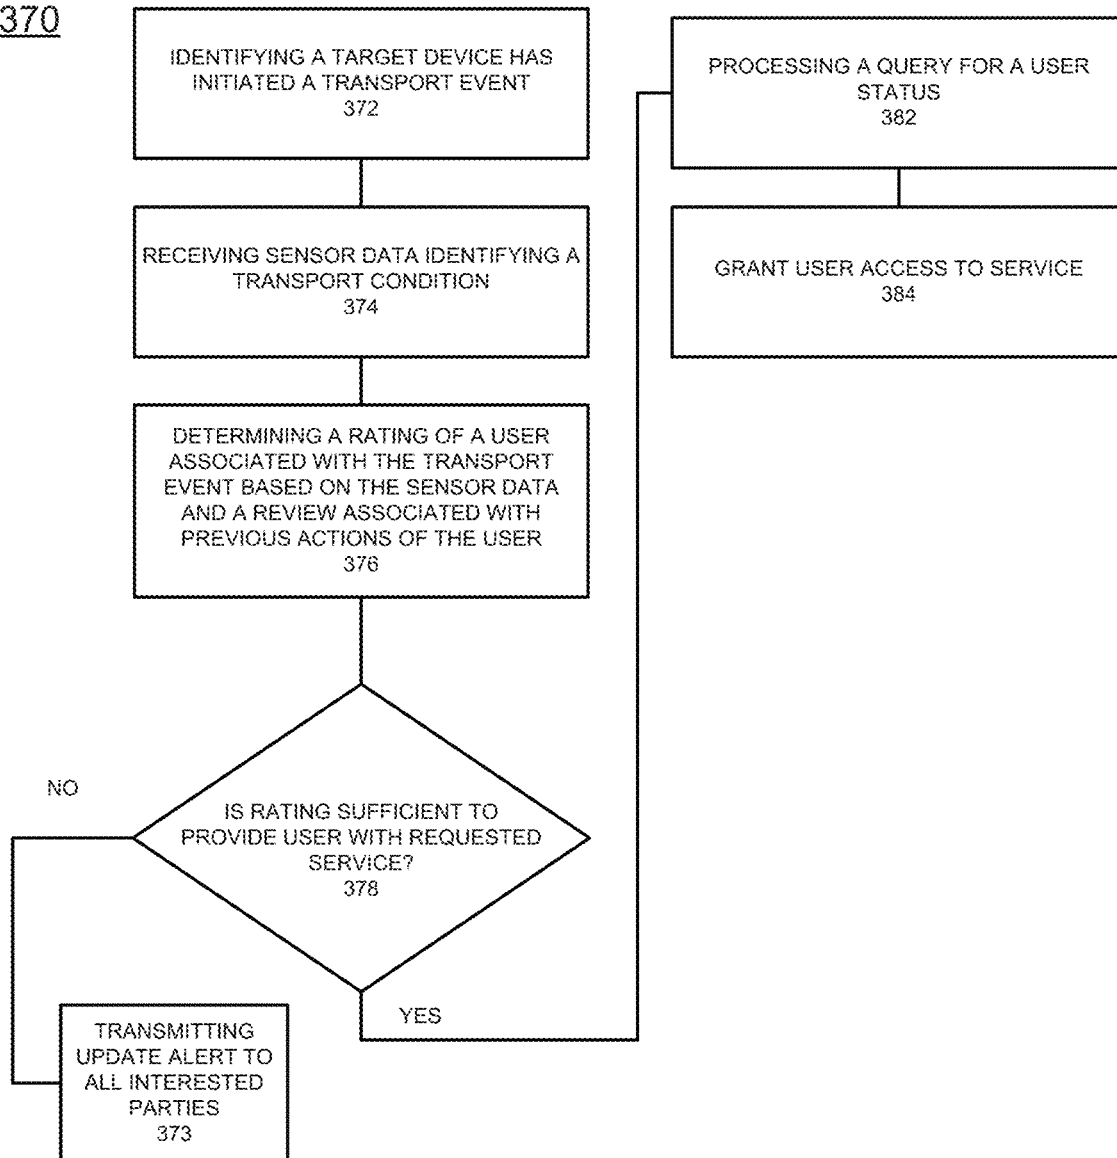 370
IDENTIFYING A TARGET DEVICE HAS
INITIATED A TRANSPORT EVENT
372
RECEIVING SENSOR DATA IDENTIFYING A
TRANSPORT CONDITION
374
DETERMINING A RATING OF A USER
ASSOCIATED WITH THE TRANSPORT
EVENT BASED ON THE SENSOR DATA
AND A REVIEW ASSOCIATED WITH
PREVIOUS ACTIONS OF THE USER
376
IS RATING SUFFICIENT TO
PROVIDE USER WITH REQUESTED
SERVICE?
378
NO
YES
TRANSMITTING
UPDATE ALERT TO
ALL INTERESTED
PARTIES
373
PROCESSING A QUERY FOR A USER
STATUS
382
GRANT USER ACCESS TO SERVICE
384